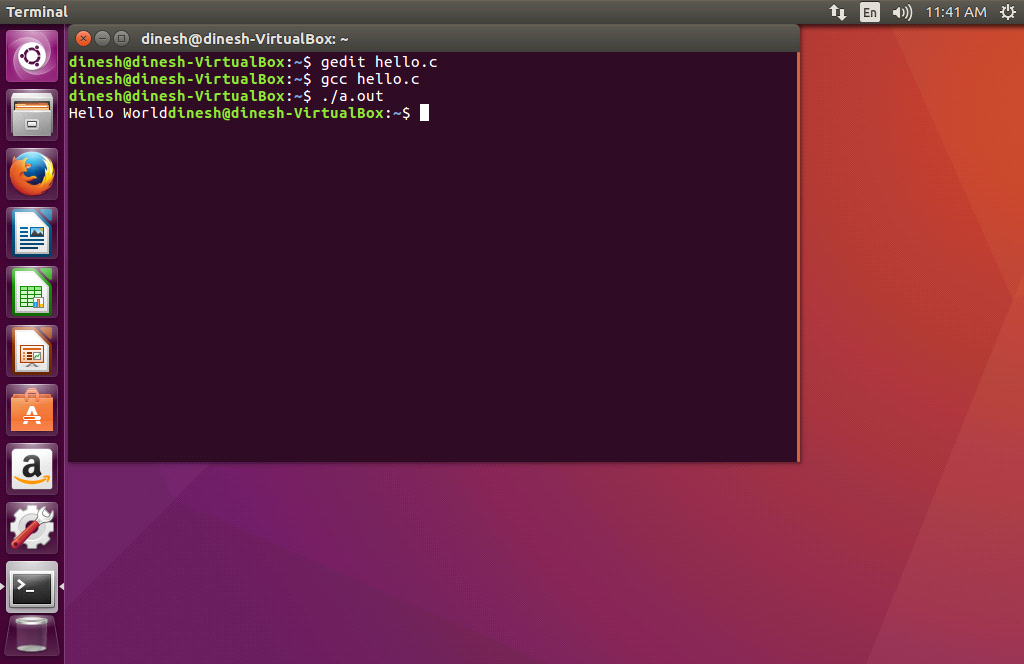 Terminal
En
11:41 AM
dinesh@dinesh-VirtualBox: ~
dinesh@dinesh-VirtualBox:~$ gedit hello.c
dinesh@dinesh-VirtualBox:~$ gcc hello.c
dinesh@dinesh-VirtualBox:~$ ./a.out
Hello Worlddinesh@dinesh-VirtualBox:~$
A
a
>_